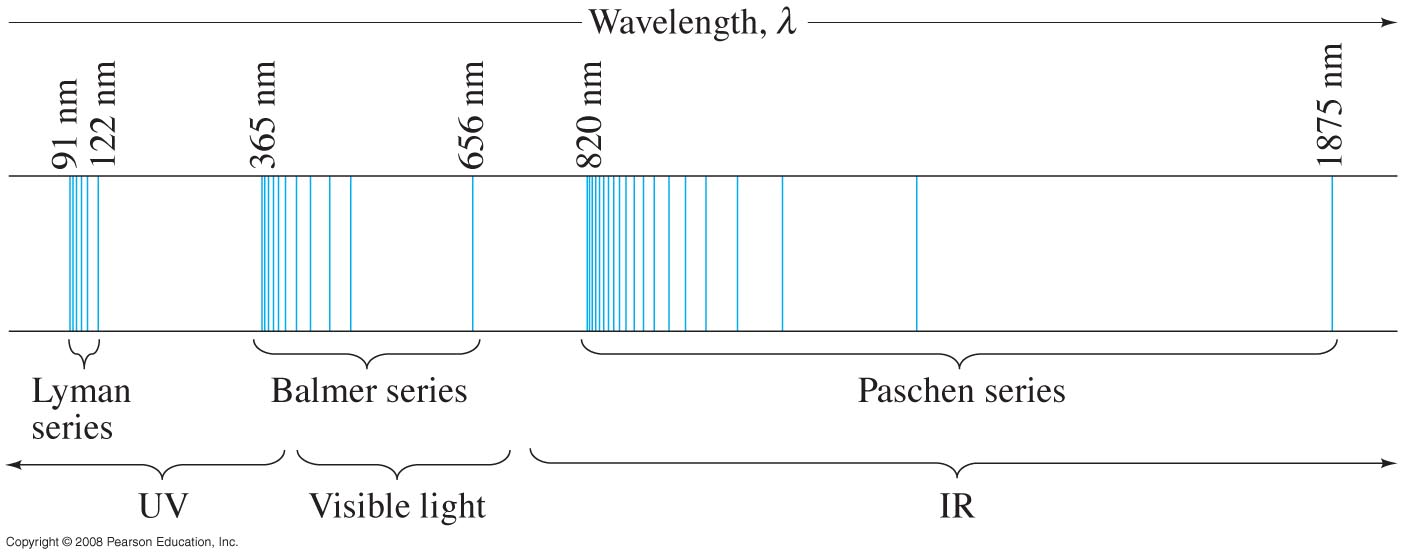 Wavelength, λ
91 nm
122 nm
365 nm
656 nm
820 nm
1875 nm
Lyman
series
Balmer series
Paschen series
UV
Visible light
IR
Copyright © 2008 Pearson Education, Inc.